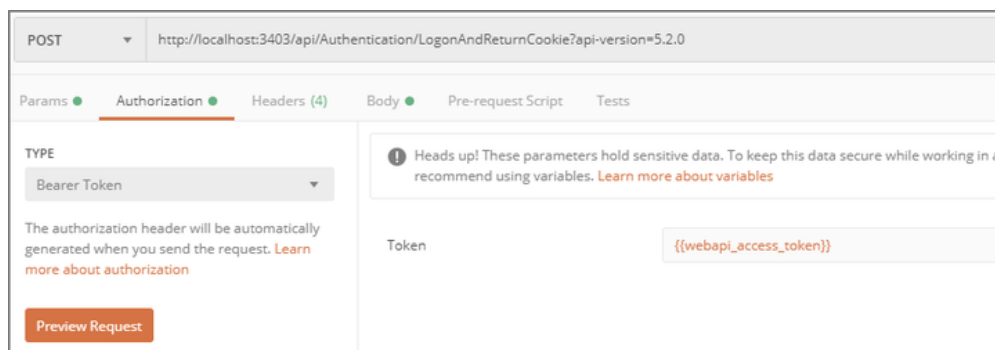 POST http://localhost:3403/api/Authentication/LogonAndReturnCookie?api-version=5.2.0
Params Authorization Headers (4) Body Pre-request Script Tests
TYPE
Bearer Token
The authorization header will be automatically
generated when you send the request. Learn
more about authorization
Preview Request
Heads up! These parameters hold sensitive data. To keep this data secure while working in a
recommend using variables. Learn more about variables
Token {{webapi_access_token}}